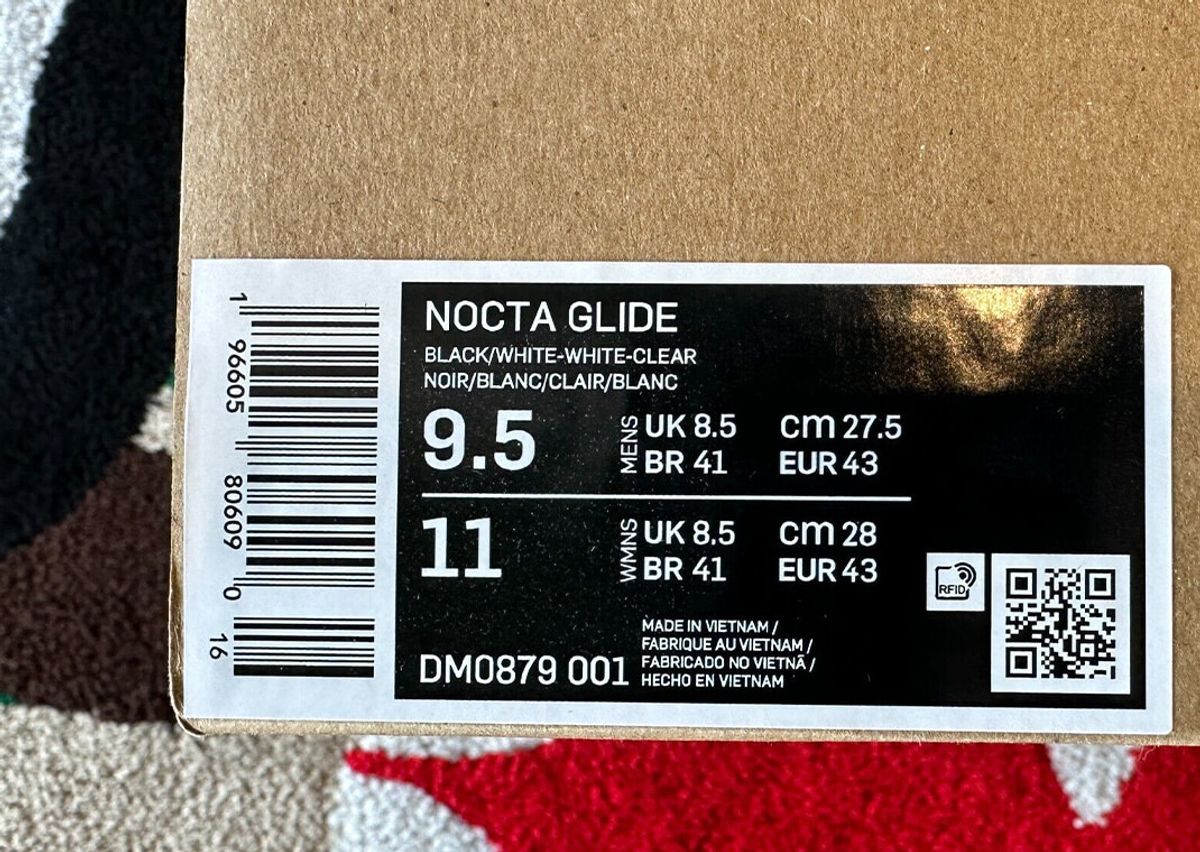 NOCTA GLIDE
BLACK/WHITE-WHITE-CLEAR
NOIR/BLANC/CLAIR/BLANC
9.5 MENS UK 8.5 cm 27.5
BR 41 EUR 43
11 WMNS UK 8.5 cm 28
BR 41 EUR 43
RFID
MADE IN VIETNAM /
FABRIQUE AU VIETNAM /
FABRICADO NO VIETNÃ /
HECHO EN VIETNAM
DM0879 001
1 96605 80609 0 16